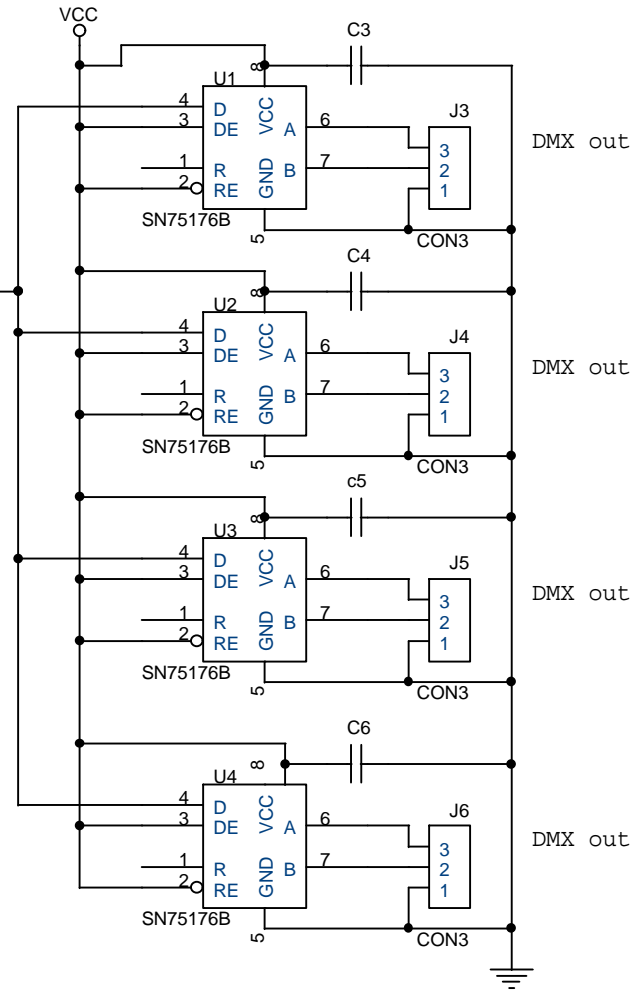 VCC
C3
8
U1
J3
4 D VCC A 6
3 DE
3
DMX out
1 R GND B 7
2
2 RE
1
SN75176B
5
CON3
C4
8
U2
J4
4 D VCC A 6
3 DE
3
DMX out
1 R GND B 7
2
2 RE
1
SN75176B
5
CON3
c5
8
U3
J5
4 D VCC A 6
3 DE
3
DMX out
1 R GND B 7
2
2 RE
1
SN75176B
5
CON3
C6
8
U4
J6
4 D VCC A 6
3 DE
3
DMX out
1 R GND B 7
2
2 RE
1
SN75176B
5
CON3